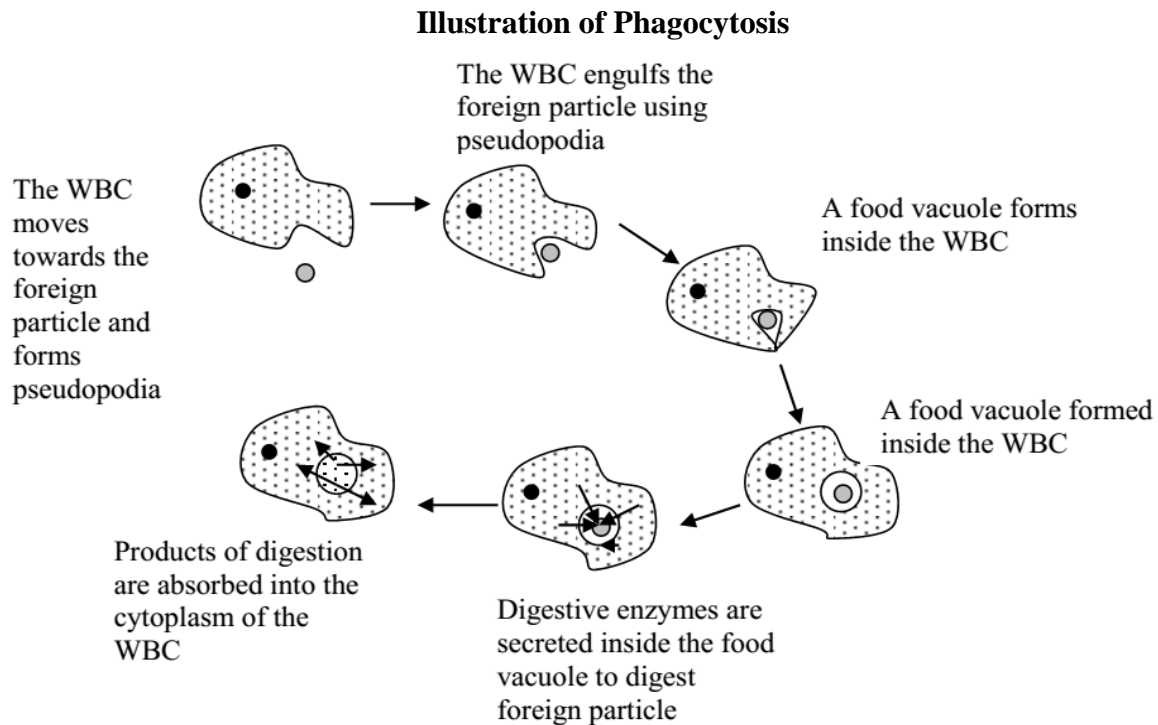 Illustration of Phagocytosis
The WBC
moves
towards the
foreign
particle and
forms
pseudopodia
The WBC engulfs the
foreign particle using
pseudopodia
A food vacuole forms
inside the WBC
A food vacuole formed
inside the WBC
Digestive enzymes are
secreted inside the food
vacuole to digest
foreign particle
Products of digestion
are absorbed into the
cytoplasm of the
WBC